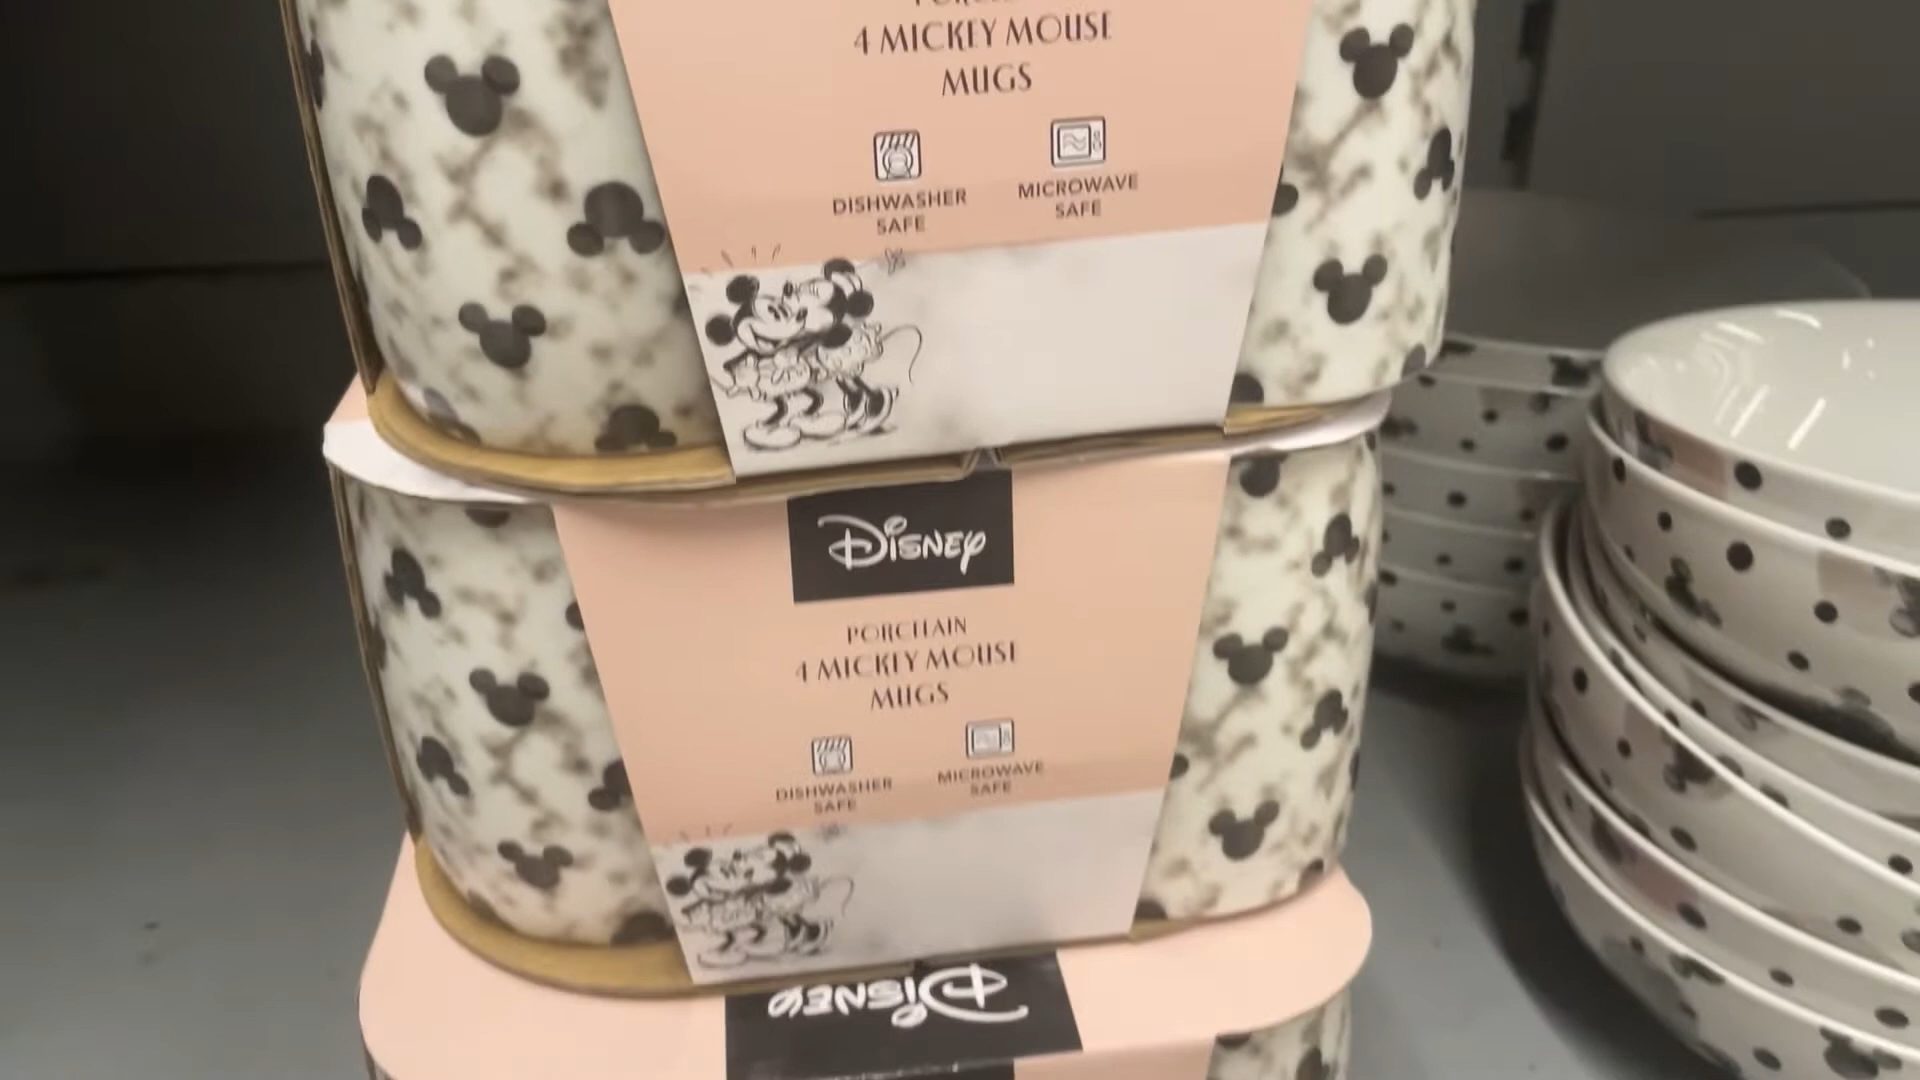 4 MICKEY MOUSE
MUGS
DISHWASHER
SAFE
MICROWAVE
SAFE
DISNEY
PORCELAIN
4 MICKEY MOUSE
MUGS
DISHWASHER
SAFE
MICROWAVE
SAFE
DISNEY